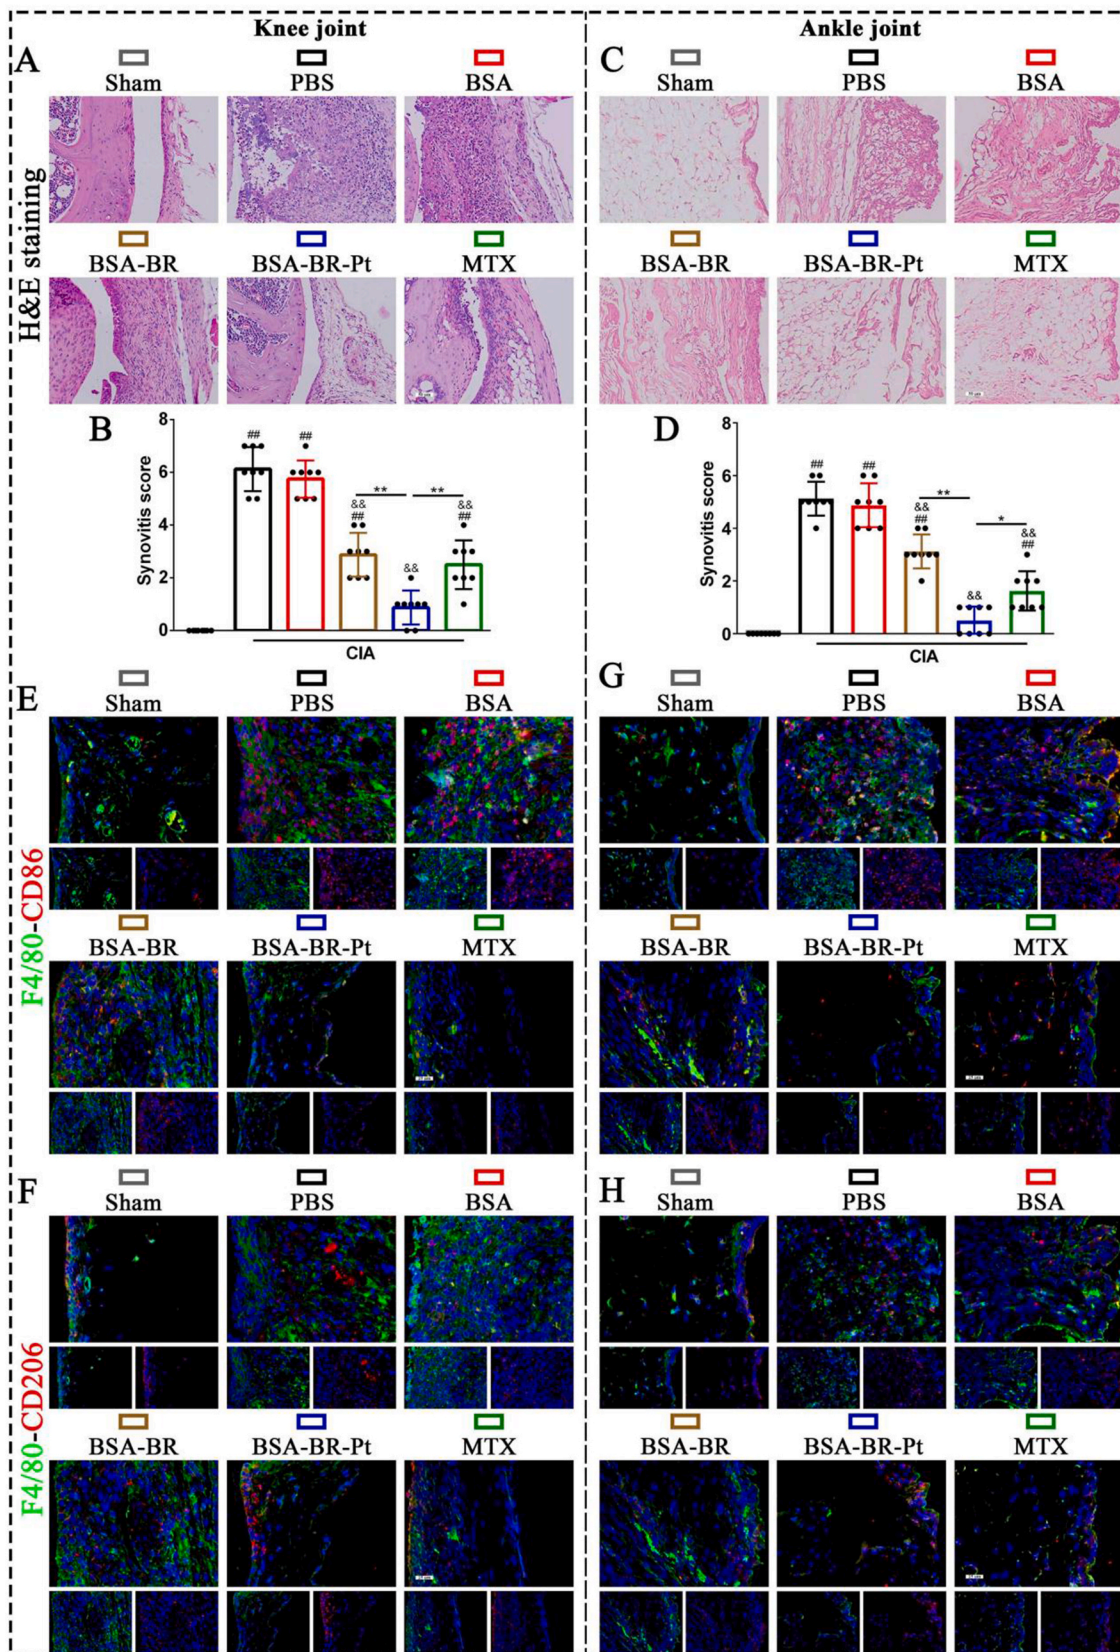 Knee joint
Ankle joint
A
Sham
PBS
BSA
C
Sham
PBS
BSA
H&E staining
BSA-BR
BSA-BR-Pt
MTX
BSA-BR
BSA-BR-Pt
MTX
B
Synovitis score
8
6
4
2
0
##
##
&&
##
**
&&
**
&&
##
CIA
D
Synovitis score
8
6
4
2
0
##
##
&&
##
**
&&
*
&&
##
CIA
E
Sham
PBS
BSA
G
Sham
PBS
BSA
F4/80-CD86
BSA-BR
BSA-BR-Pt
MTX
BSA-BR
BSA-BR-Pt
MTX
F
Sham
PBS
BSA
H
Sham
PBS
BSA
F4/80-CD206
BSA-BR
BSA-BR-Pt
MTX
BSA-BR
BSA-BR-Pt
MTX